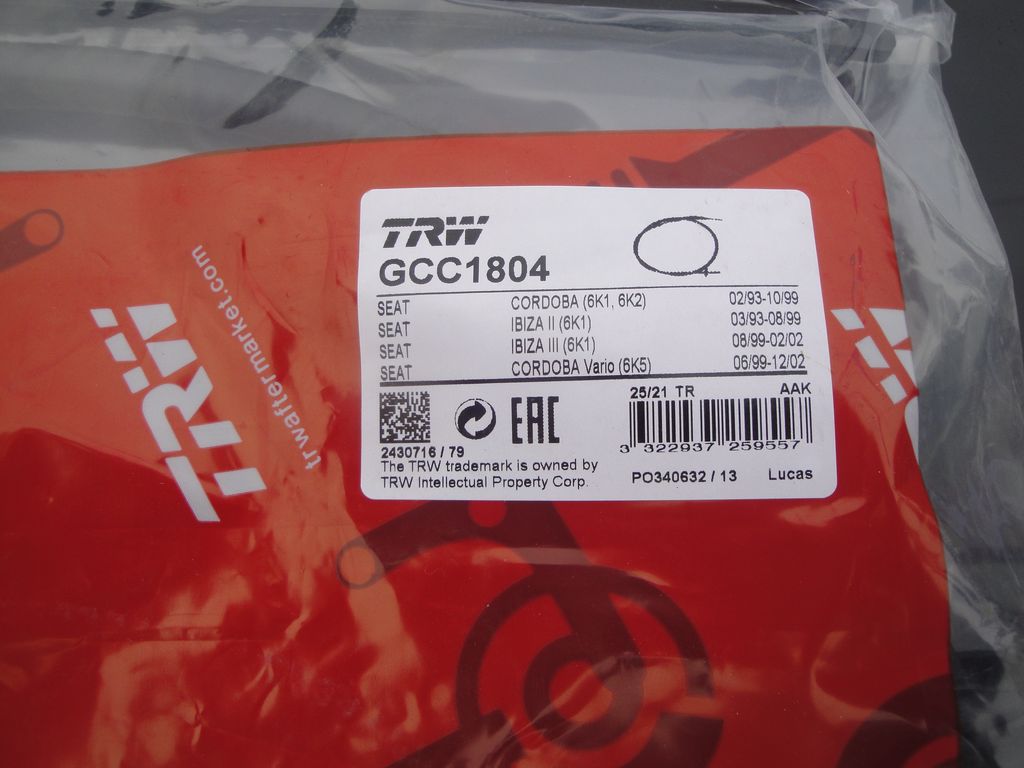 TRW
GCC1804
SEAT CORDOBA (6K1, 6K2) 02/93-10/99
SEAT IBIZA II (6K1) 03/93-08/99
SEAT IBIZA III (6K1) 08/99-02/02
SEAT CORDOBA Vario (6K5) 06/99-12/02
25/21 TR AAK
EAC
3 322937 259557
2430716 / 79
The TRW trademark is owned by
TRW Intellectual Property Corp.
PO340632 / 13 Lucas
TRW
trwaftermarket.com